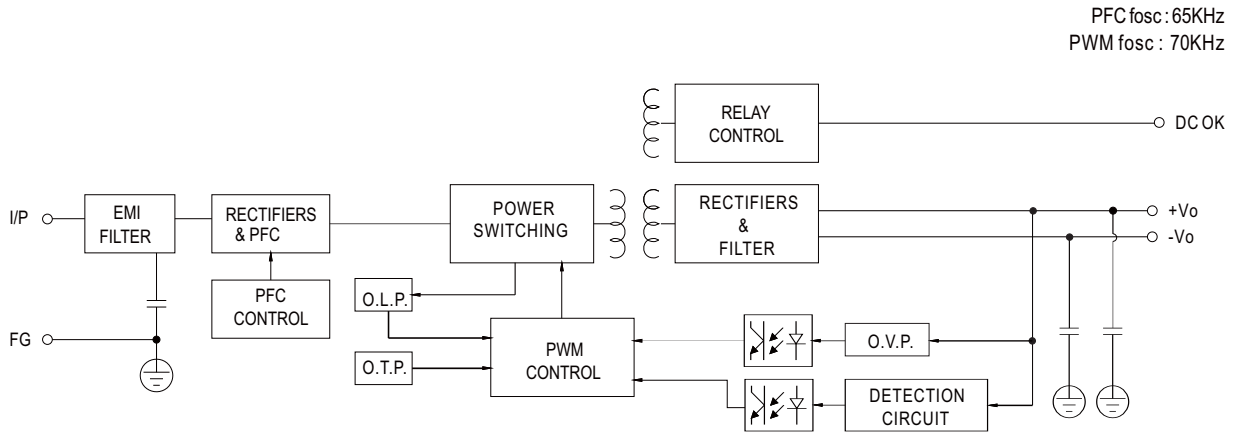 PFC fosc : 65KHz
PWM fosc : 70KHz
RELAY
CONTROL
DC OK
I/P
EMI
FILTER
RECTIFIERS
& PFC
POWER
SWITCHING
RECTIFIERS
&
FILTER
+Vo
-Vo
PFC
CONTROL
O.L.P.
FG
O.T.P.
PWM
CONTROL
O.V.P.
DETECTION
CIRCUIT